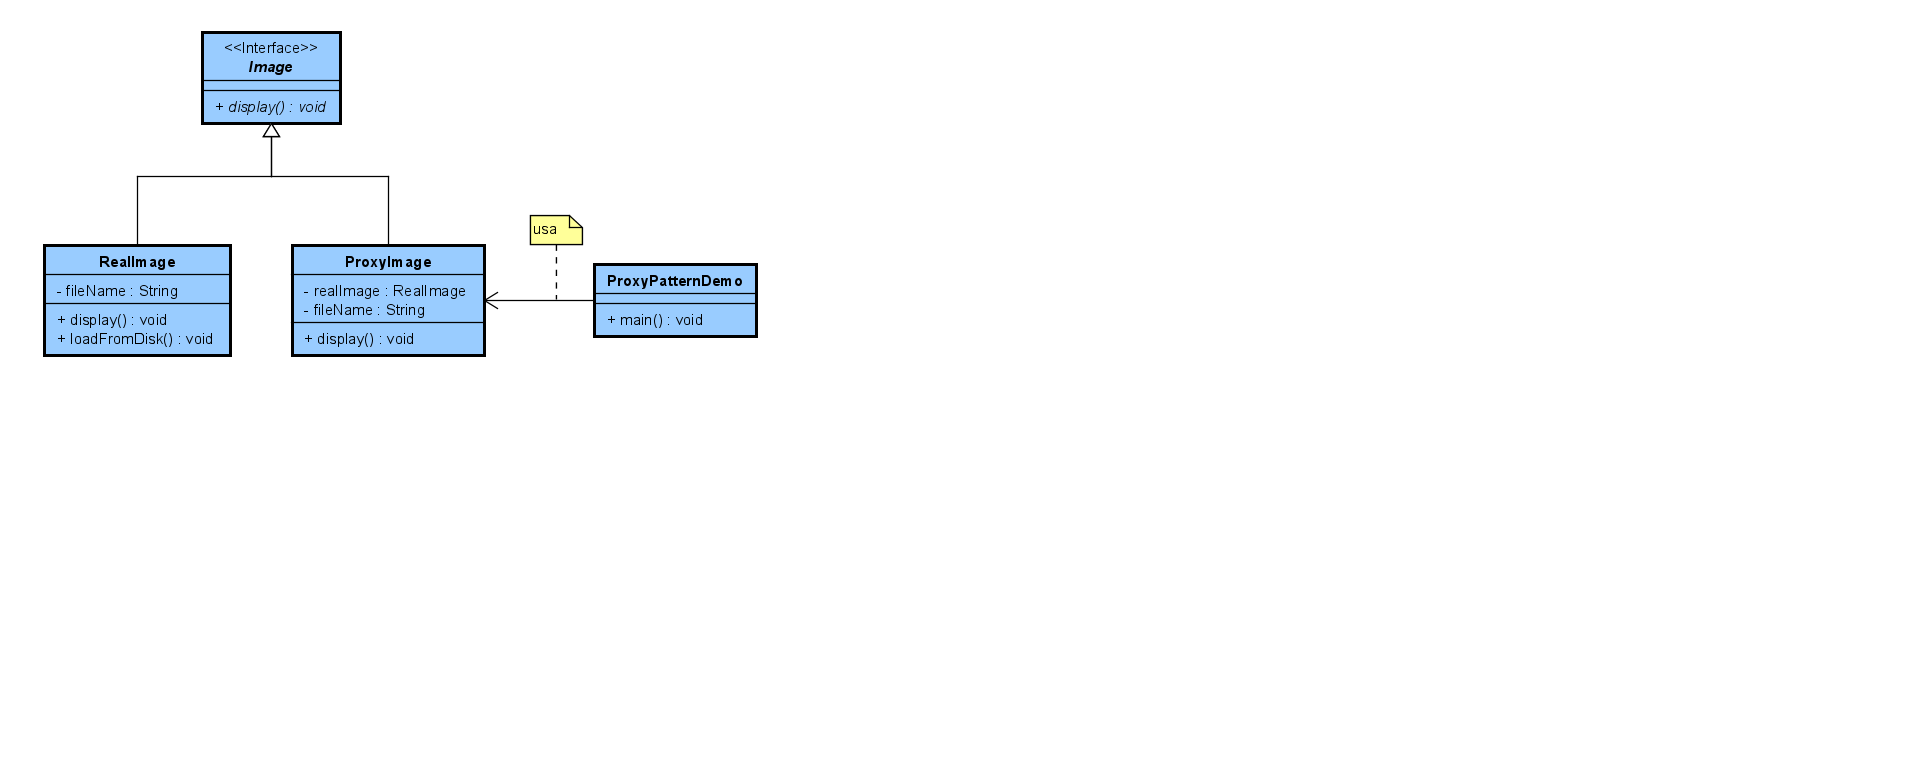 <<Interface>>
Image
+ display() : void
usa
RealImage
- fileName : String
+ display() : void
+ loadFromDisk() : void
ProxyImage
- realImage : RealImage
- fileName : String
+ display() : void
ProxyPatternDemo
+ main() : void